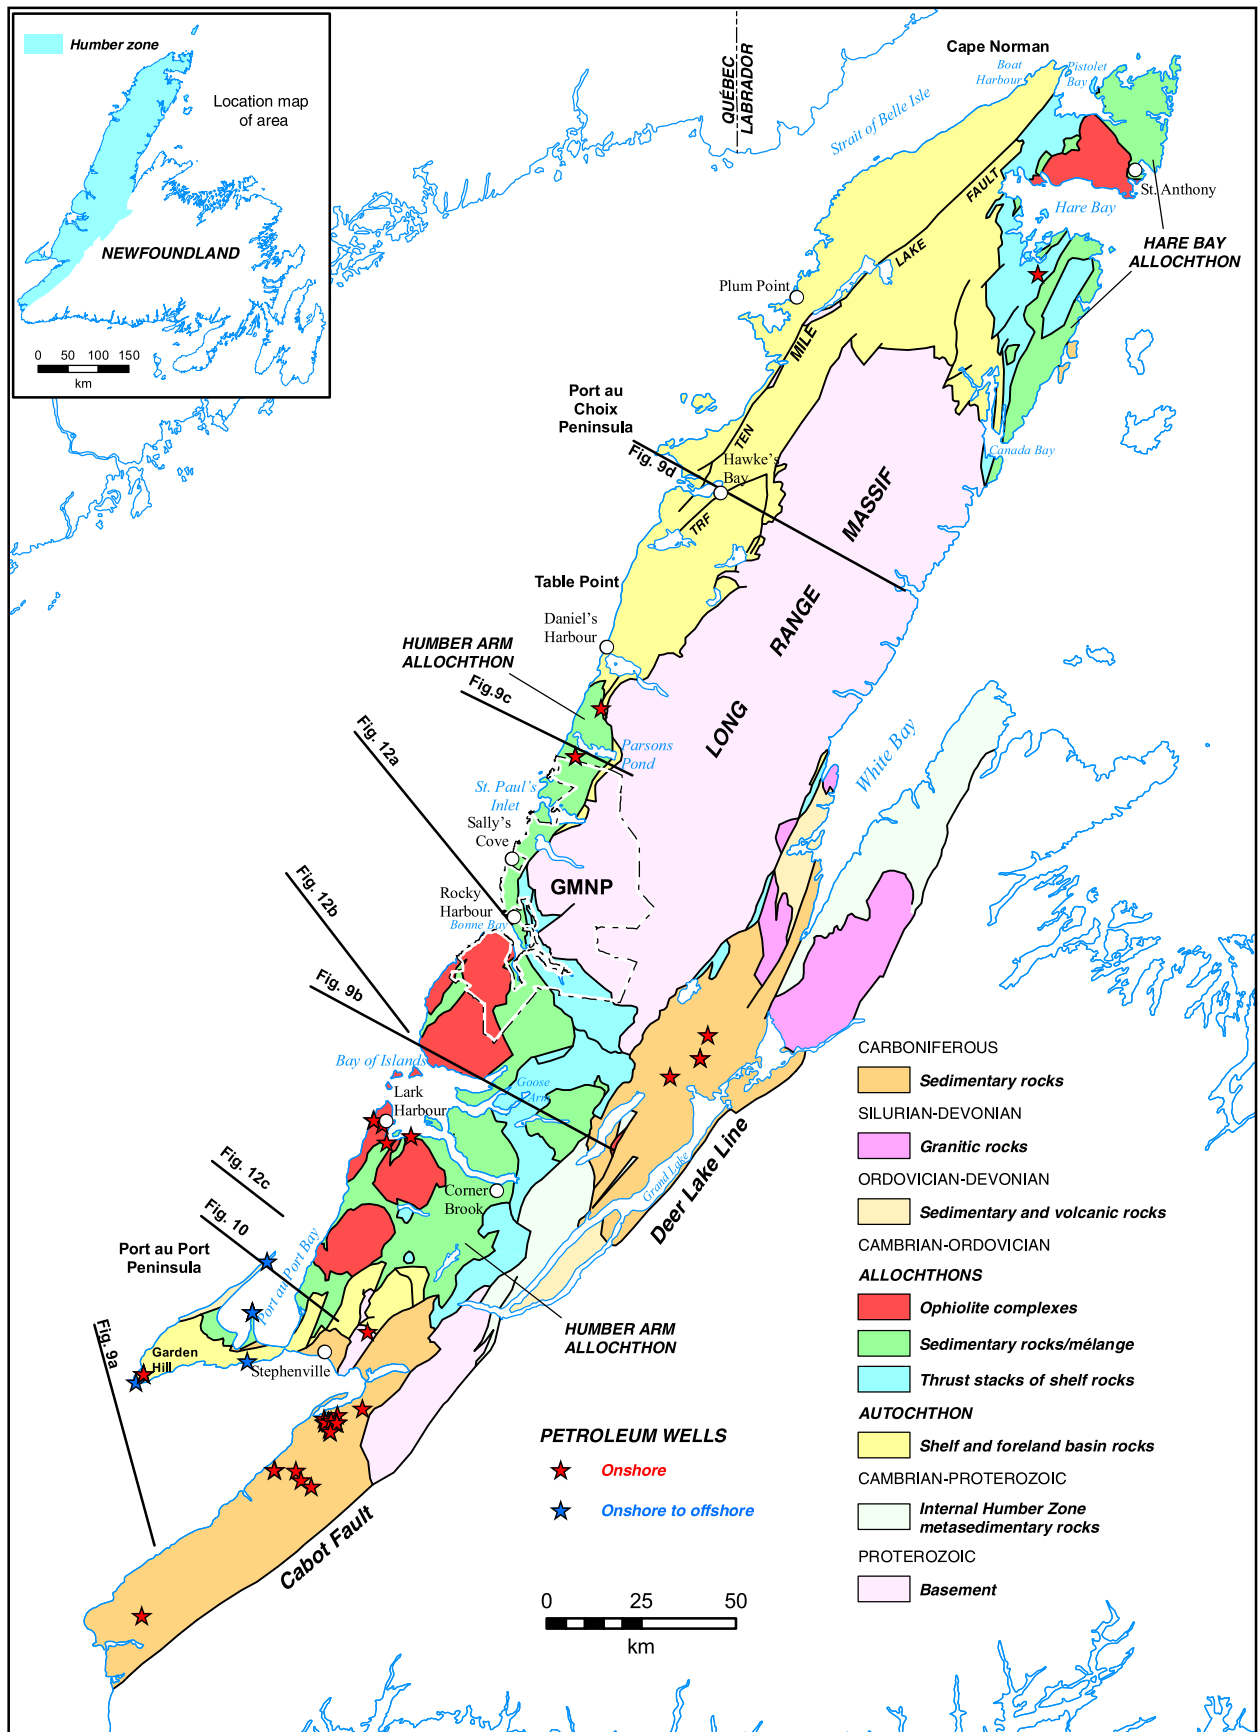 Humber zone
Location map
of area
NEWFOUNDLAND
0 50 100 150
km
QUÉBEC
LABRADOR
Cape Norman
Boat
Harbour
Pistolet
Bay
Strait of Belle Isle
St. Anthony
Hare Bay
HARE BAY
ALLOCHTHON
FAULT
LAKE
MILE
TEN
Plum Point
Port au
Choix
Peninsula
Fig. 9d
Hawke's
Bay
TRF
Canada Bay
MASSIF
RANGE
LONG
Table Point
Daniel's
Harbour
HUMBER ARM
ALLOCHTHON
Fig.9c
Fig. 12a
Parsons
Pond
St. Paul's
Inlet
Sally's
Cove
White Bay
GMNP
Rocky
Harbour
Bonne Bay
Fig. 12b
Fig. 9b
Bay of Islands
Goose
Arm
Lark
Harbour
Corner
Brook
Grand Lake
Deer Lake Line
Fig. 12c
Fig. 10
Port au Port
Peninsula
Port au Port Bay
Fig. 9a
Garden
Hill
Stephenville
HUMBER ARM
ALLOCHTHON
Cabot Fault
PETROLEUM WELLS
Onshore
Onshore to offshore
0 25 50
km
CARBONIFEROUS
Sedimentary rocks
SILURIAN-DEVONIAN
Granitic rocks
ORDOVICIAN-DEVONIAN
Sedimentary and volcanic rocks
CAMBRIAN-ORDOVICIAN
ALLOCHTHONS
Ophiolite complexes
Sedimentary rocks/mélange
Thrust stacks of shelf rocks
AUTOCHTHON
Shelf and foreland basin rocks
CAMBRIAN-PROTEROZOIC
Internal Humber Zone
metasedimentary rocks
PROTEROZOIC
Basement